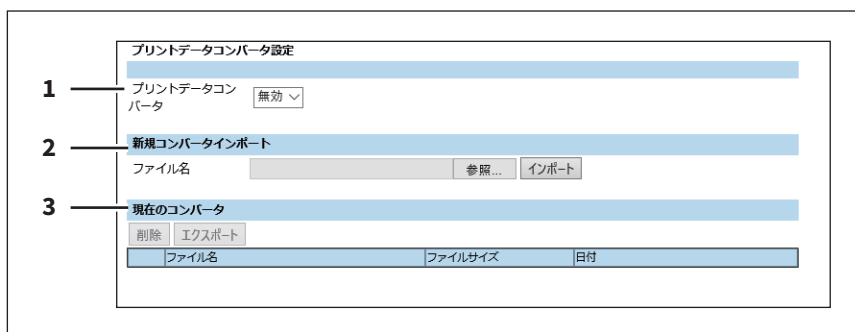 プリントデータコンバータ設定
1
プリントデータコン
バータ
無効
2
新規コンバータインポート
ファイル名
参照...
インポート
3
現在のコンバータ
削除
エクスポート
ファイル名
ファイルサイズ
日付